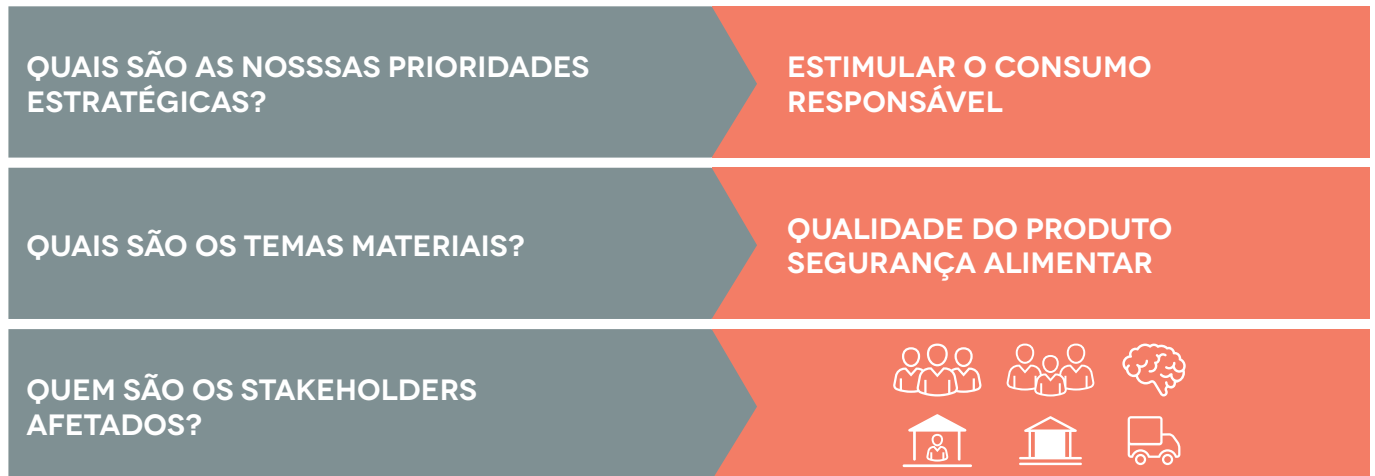 QUAIS SÃO AS NOSSSAS PRIORIDADES
ESTRATÉGICAS?
ESTIMULAR O CONSUMO
RESPONSÁVEL
QUAIS SÃO OS TEMAS MATERIAIS?
QUALIDADE DO PRODUTO
SEGURANÇA ALIMENTAR
QUEM SÃO OS STAKEHOLDERS
AFETADOS?